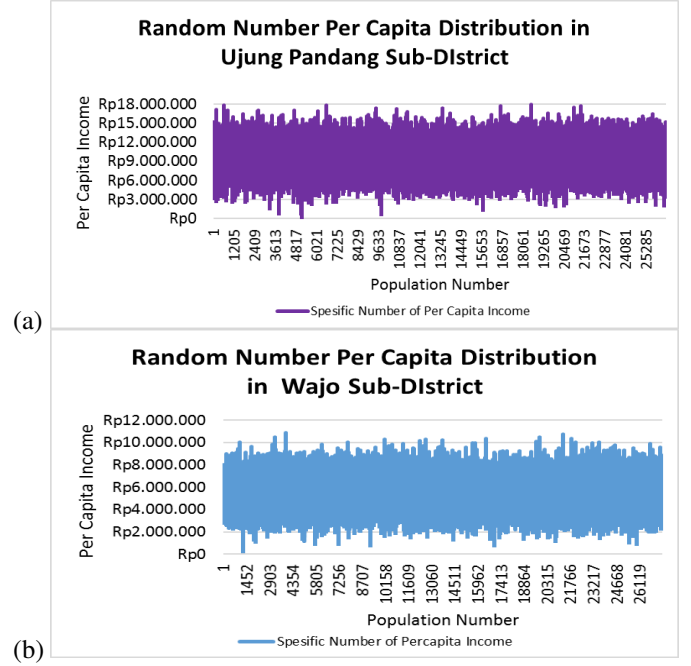 Random Number Per Capita Distribution in
Ujung Pandang Sub-DIstrict
Per Capita Income
Rp18.000.000
Rp15.000.000
Rp12.000.000
Rp9.000.000
Rp6.000.000
Rp3.000.000
Rp0
1 1205 2409 3613 4817 6021 7225 8429 9633 10837 12041 13245 14449 15653 16857 18061 19265 20469 21673 22877 24081 25285
Population Number
Spesific Number of Per Capita Income
(a)
Random Number Per Capita Distribution
in Wajo Sub-DIstrict
Per Capita Income
Rp12.000.000
Rp10.000.000
Rp8.000.000
Rp6.000.000
Rp4.000.000
Rp2.000.000
Rp0
1 1452 2903 4354 5805 7256 8707 10158 11609 13060 14511 15962 17413 18864 20315 21766 23217 24668 26119
Population Number
Spesific Number of Percapita Income
(b)